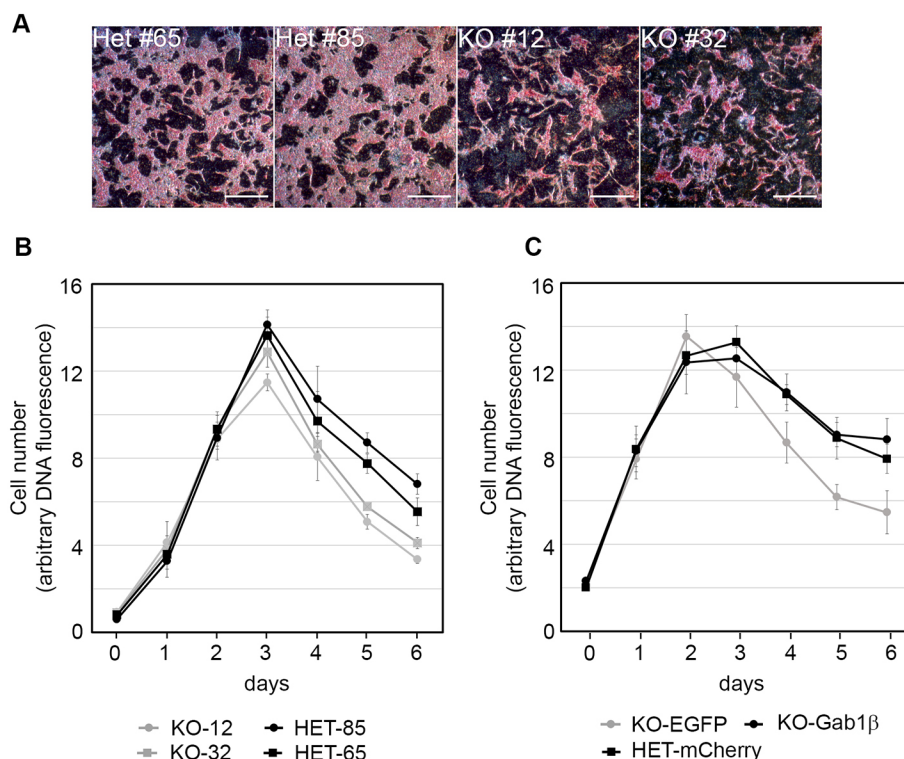 A
Het #65 Het #85 KO #12 KO #32
B
Cell number
(arbitrary DNA fluorescence)
16
12
8
4
0
0 1 2 3 4 5 6
days
KO-12 HET-85
KO-32 HET-65
C
Cell number
(arbitrary DNA fluorescence)
16
12
8
4
0
0 1 2 3 4 5 6
days
KO-EGFP KO-Gab1β
HET-mCherry